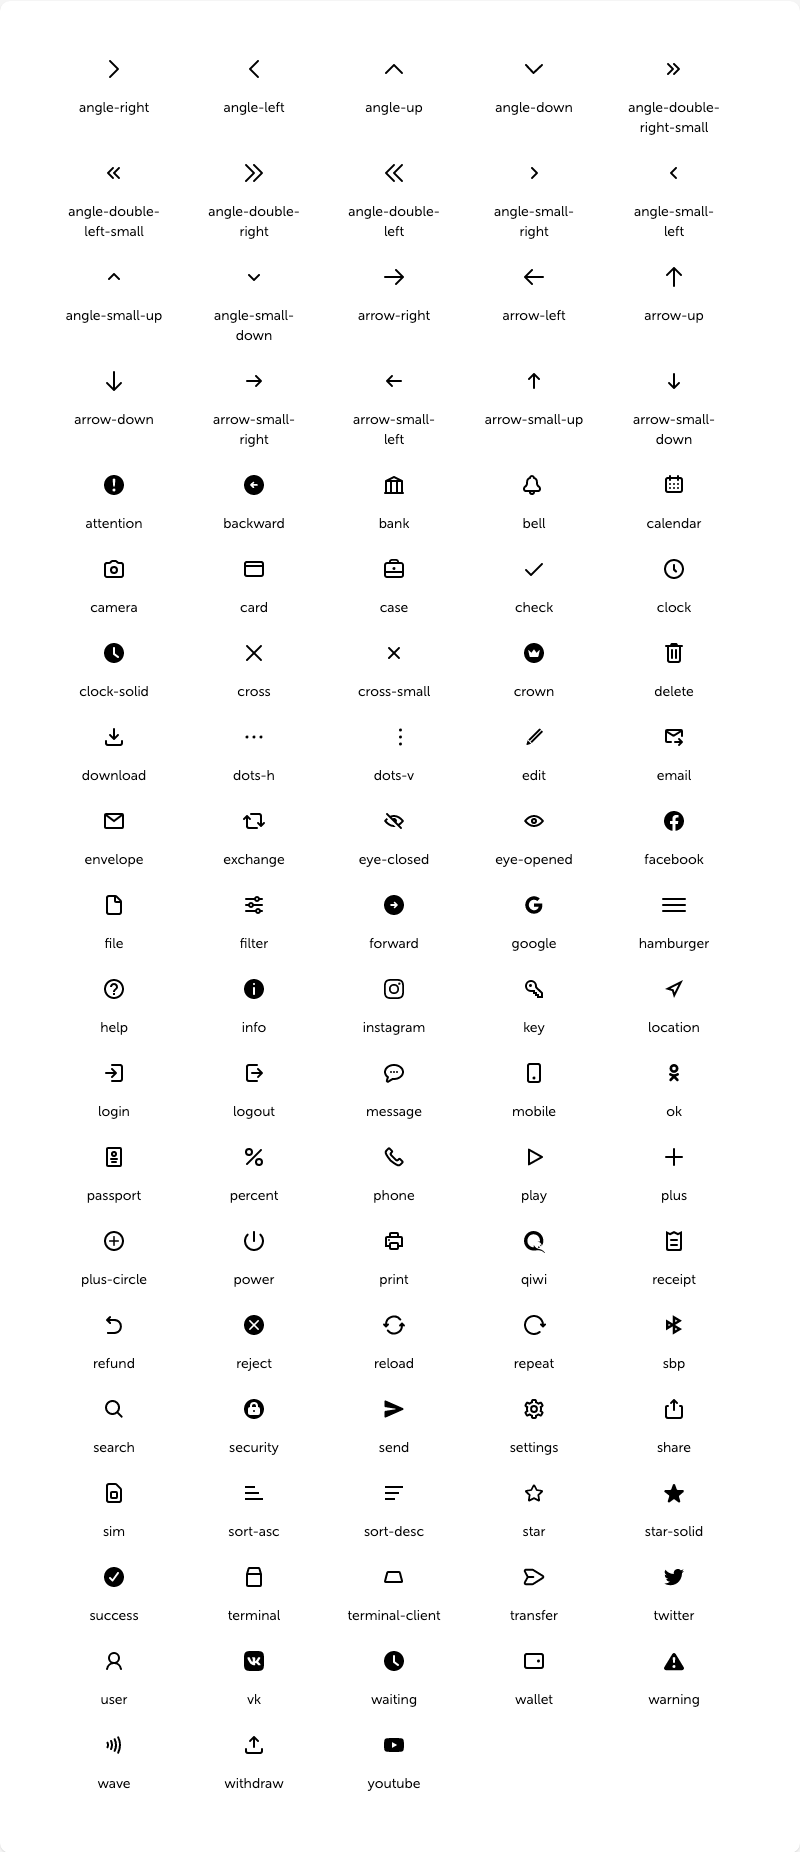 angle-right angle-left angle-up angle-down angle-double-
right-small
angle-double- angle-double- angle-double- angle-small- angle-small-
left-small right left right left
angle-small-up angle-small- arrow-right arrow-left arrow-up
down
arrow-down arrow-small- arrow-small- arrow-small-up arrow-small-
right left down
attention backward bank bell calendar
camera card case check clock
clock-solid cross cross-small crown delete
download dots-h dots-v edit email
envelope exchange eye-closed eye-opened facebook
file filter forward google hamburger
help info instagram key location
login logout message mobile ok
passport percent phone play plus
plus-circle power print qiwi receipt
refund reject reload repeat sbp
search security send settings share
sim sort-asc sort-desc star star-solid
success terminal terminal-client transfer twitter
user vk waiting wallet warning
wave withdraw youtube